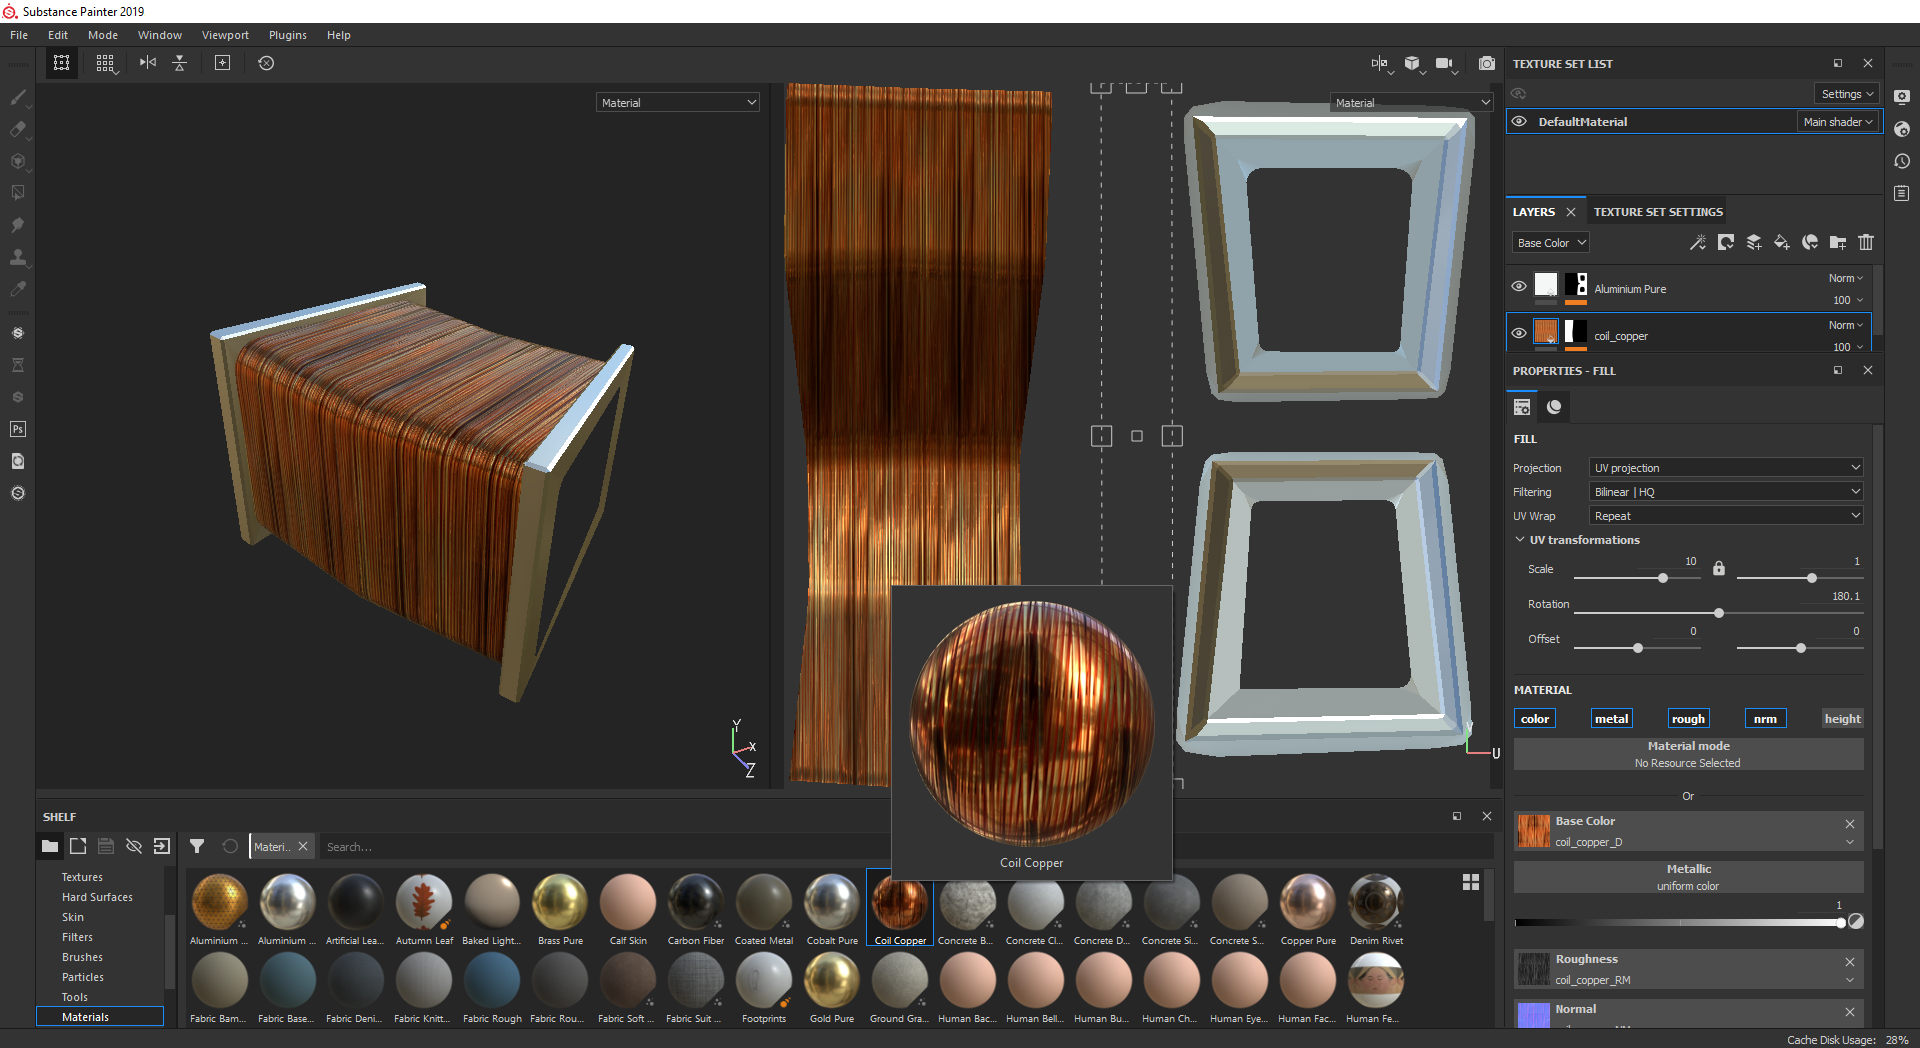 Substance Painter 2019
File Edit Mode Window Viewport Plugins Help
Material
Material
TEXTURE SET LIST
Settings
DefaultMaterial
Main shader
LAYERS
TEXTURE SET SETTINGS
Base Color
Aluminium Pure
Norm
100
coil_copper
Norm
100
PROPERTIES - FILL
FILL
Projection UV projection
Filtering Bilinear | HQ
UV Wrap Repeat
UV transformations
Scale 10 1
Rotation 180.1
Offset 0 0
MATERIAL
color metal rough nrm height
Material mode
No Resource Selected
Or
Base Color
coil_copper_D
Metallic
uniform color
1
Roughness
coil_copper_RM
Normal
Ps
Y
X
Z
U
Coil Copper
SHELF
Materi..
Search...
Textures
Hard Surfaces
Skin
Filters
Brushes
Particles
Tools
Materials
Aluminium ... Aluminium ... Artificial Lea... Autumn Leaf Baked Light... Brass Pure Calf Skin Carbon Fiber Coated Metal Cobalt Pure Coil Copper Concrete B... Concrete Cl... Concrete D... Concrete Si... Concrete S... Copper Pure Denim Rivet
Fabric Bam... Fabric Base... Fabric Deni... Fabric Knitt... Fabric Rough Fabric Rou... Fabric Soft ... Fabric Suit ... Footprints Gold Pure Ground Gra... Human Bac... Human Bell... Human Bu... Human Ch... Human Eye... Human Fac... Human Fe...
Cache Disk Usage: 28%